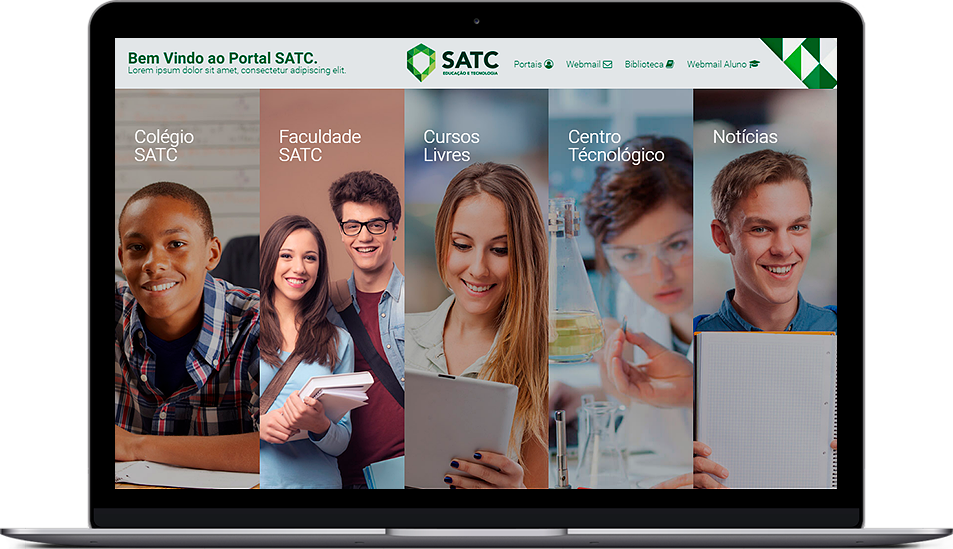 Bem Vindo ao Portal SATC.
Lorem ipsum dolor sit amet, consectetur adipiscing elit.
SATC
EDUCAÇÃO E TECNOLOGIA
Portais
Webmail
Biblioteca
Webmail Aluno
Colégio
SATC
Faculdade
SATC
Cursos
Livres
Centro
Técnológico
Notícias